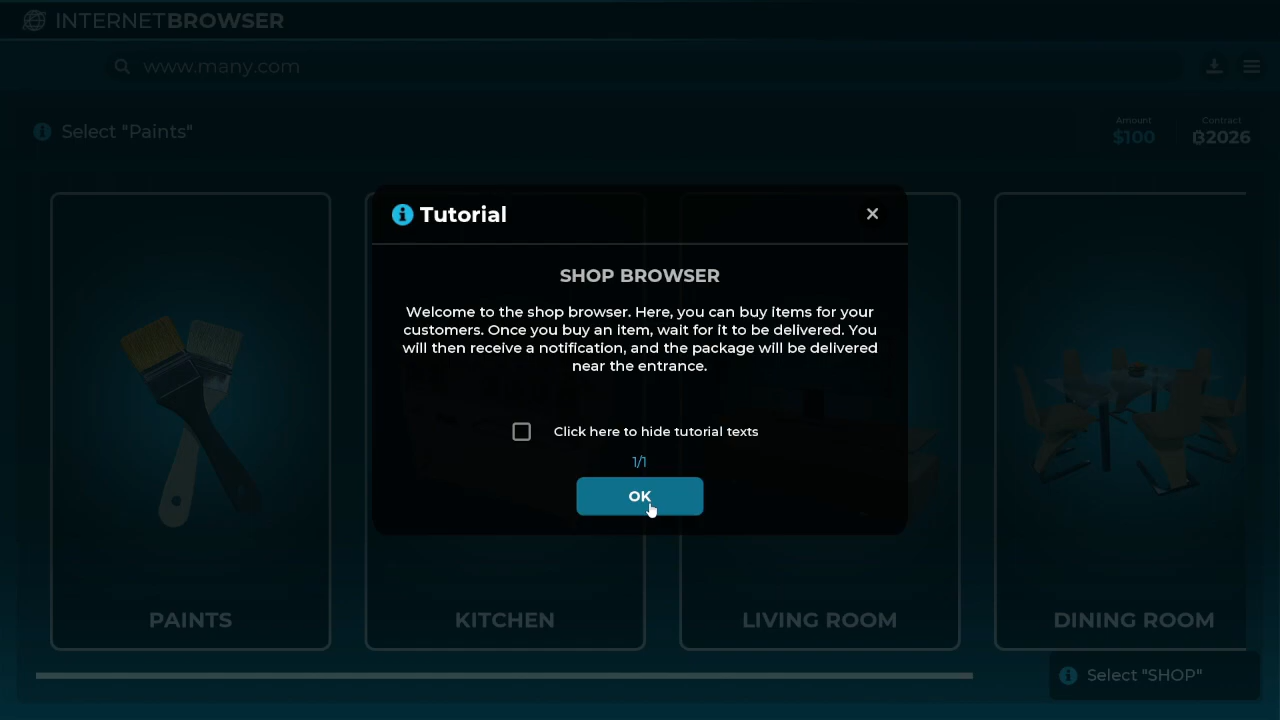 INTERNETBROWSER
www.many.com
Select "Paints"
Amount
$100
Contract
฿2026
Tutorial
SHOP BROWSER
Welcome to the shop browser. Here, you can buy items for your
customers. Once you buy an item, wait for it to be delivered. You
will then receive a notification, and the package will be delivered
near the entrance.
Click here to hide tutorial texts
1/1
OK
PAINTS
KITCHEN
LIVING ROOM
DINING ROOM
Select "SHOP"